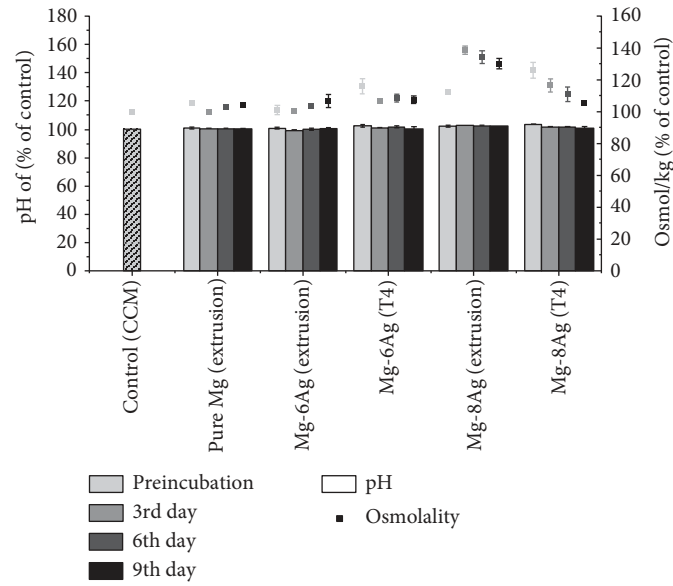 180
160
140
120
100
80
60
40
20
0
pH of (% of control)
160
140
120
100
80
60
40
20
0
Osmol/kg (% of control)
Control (CCM)
Pure Mg (extrusion)
Mg-6Ag (extrusion)
Mg-6Ag (T4)
Mg-8Ag (extrusion)
Mg-8Ag (T4)
Preincubation
3rd day
6th day
9th day
pH
Osmolality